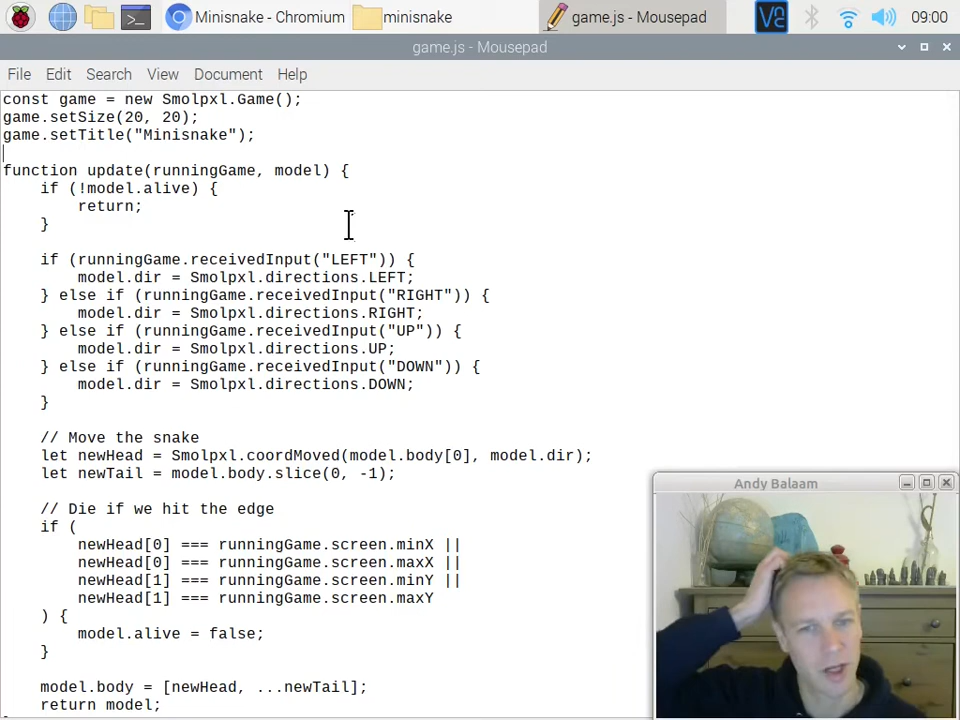 Minisnake - Chromium
minisnake
game.js - Mousepad
09:00
game.js - Mousepad
File Edit Search View Document Help
const game = new Smolpxl.Game();
game.setSize(20, 20);
game.setTitle("Minisnake");
function update(runningGame, model) {
    if (!model.alive) {
        return;
    }
    if (runningGame.receivedInput("LEFT")) {
        model.dir = Smolpxl.directions.LEFT;
    } else if (runningGame.receivedInput("RIGHT")) {
        model.dir = Smolpxl.directions.RIGHT;
    } else if (runningGame.receivedInput("UP")) {
        model.dir = Smolpxl.directions.UP;
    } else if (runningGame.receivedInput("DOWN")) {
        model.dir = Smolpxl.directions.DOWN;
    }
    // Move the snake
    let newHead = Smolpxl.coordMoved(model.body[0], model.dir);
    let newTail = model.body.slice(0, -1);
    // Die if we hit the edge
    if (
        newHead[0] === runningGame.screen.minX ||
        newHead[0] === runningGame.screen.maxX ||
        newHead[1] === runningGame.screen.minY ||
        newHead[1] === runningGame.screen.maxY
    ) {
        model.alive = false;
    }
    model.body = [newHead, ...newTail];
    return model;
Andy Balaam